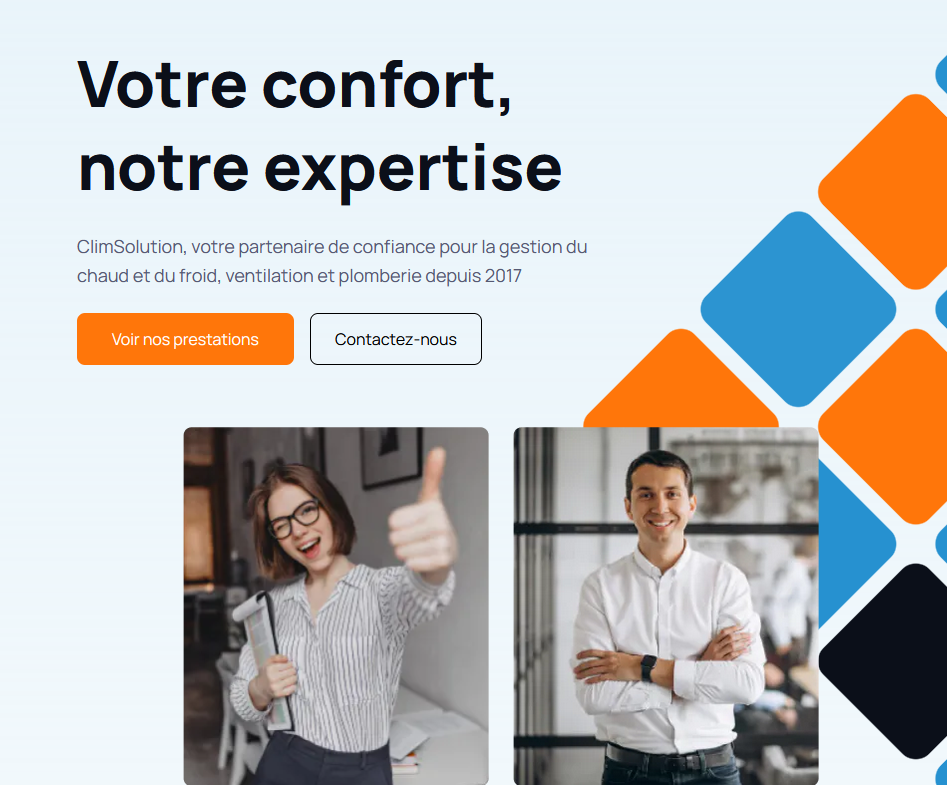 Votre confort,
notre expertise
ClimSolution, votre partenaire de confiance pour la gestion du
chaud et du froid, ventilation et plomberie depuis 2017
Voir nos prestations
Contactez-nous